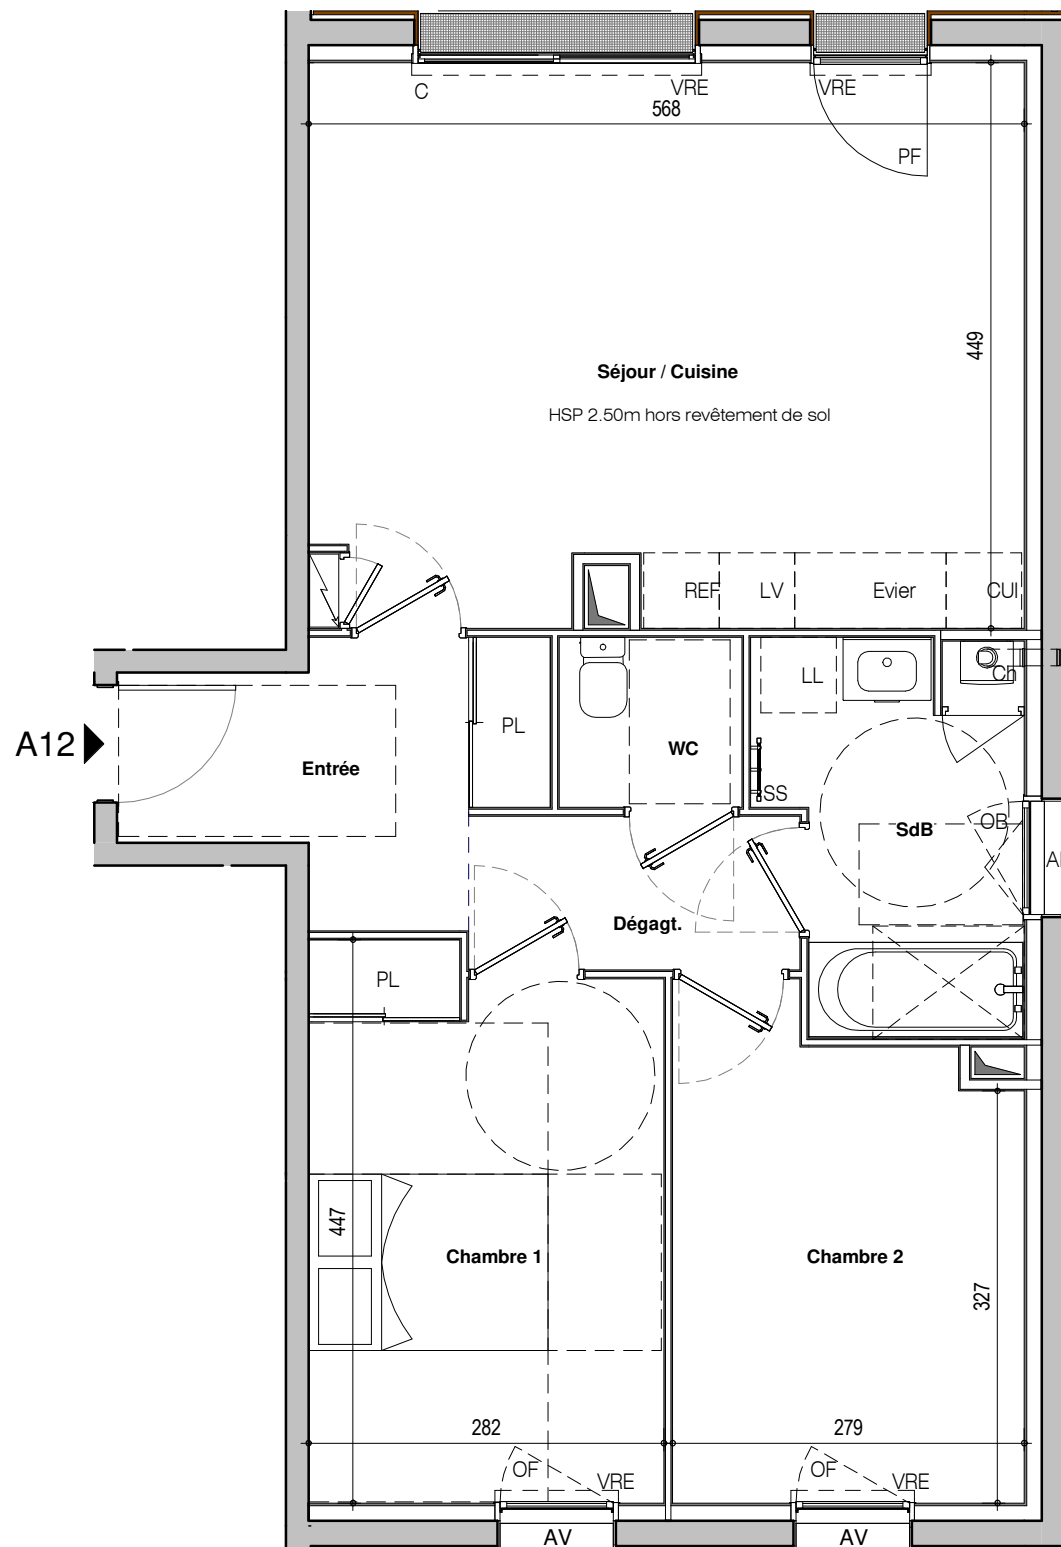 C
VRE
VRE
568
PF
449
Séjour / Cuisine
HSP 2.50m hors revêtement de sol
REF
LV
Evier
CUI
Ch
LL
PL
A12
WC
Entrée
SS
SdB
OB
Dégagt.
PL
447
Chambre 1
Chambre 2
327
282
279
OF
VRE
OF
VRE
AV
AV